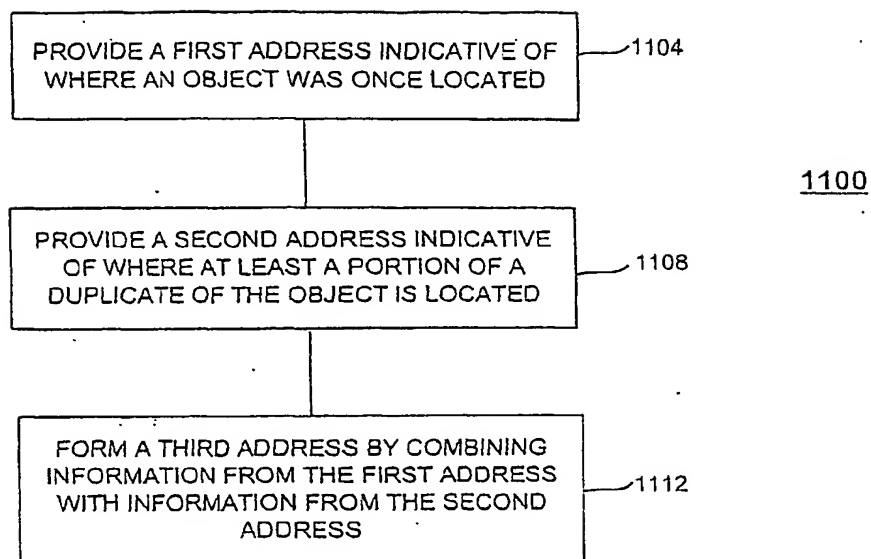 PROVIDE A FIRST ADDRESS INDICATIVE OF
WHERE AN OBJECT WAS ONCE LOCATED
1104
1100
PROVIDE A SECOND ADDRESS INDICATIVE
OF WHERE AT LEAST A PORTION OF A
DUPLICATE OF THE OBJECT IS LOCATED
1108
FORM A THIRD ADDRESS BY COMBINING
INFORMATION FROM THE FIRST ADDRESS
WITH INFORMATION FROM THE SECOND
ADDRESS
1112